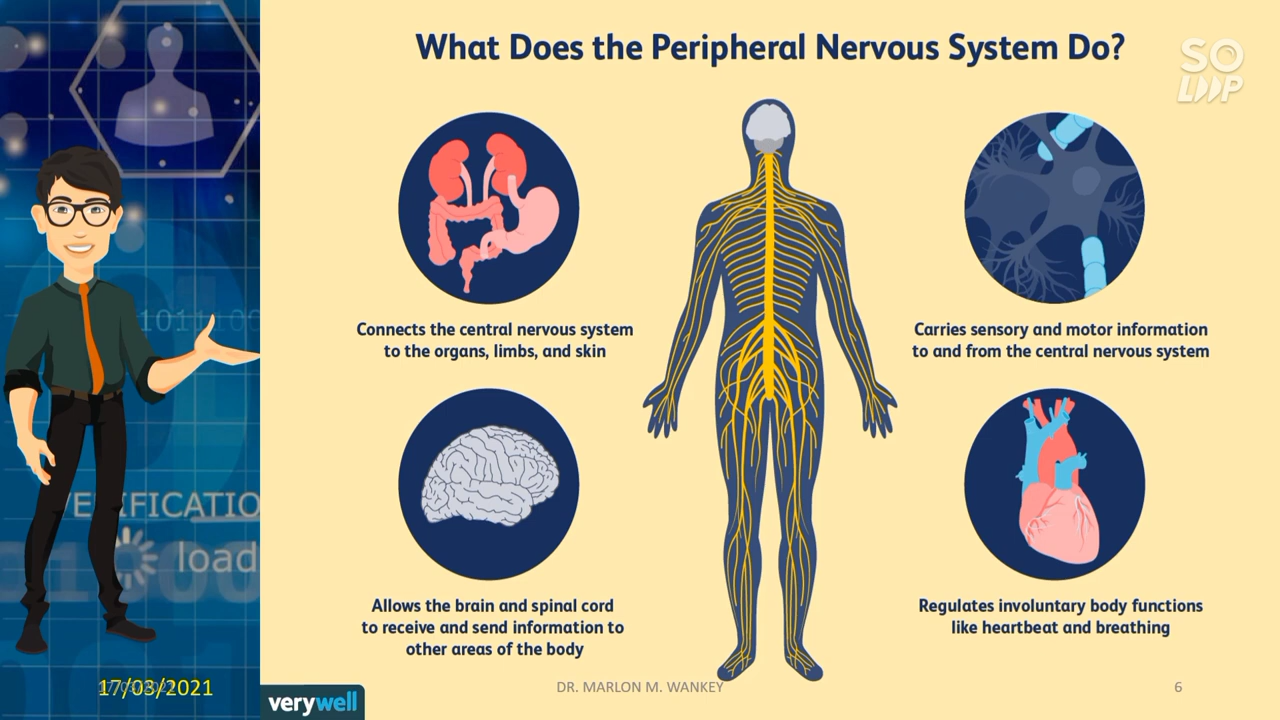 What Does the Peripheral Nervous System Do?
SO
LOOP
Connects the central nervous system
to the organs, limbs, and skin
Carries sensory and motor information
to and from the central nervous system
Allows the brain and spinal cord
to receive and send information to
other areas of the body
Regulates involuntary body functions
like heartbeat and breathing
VERIFICATIO
load
17/03/2021
verywell
DR. MARLON M. WANKEY
6